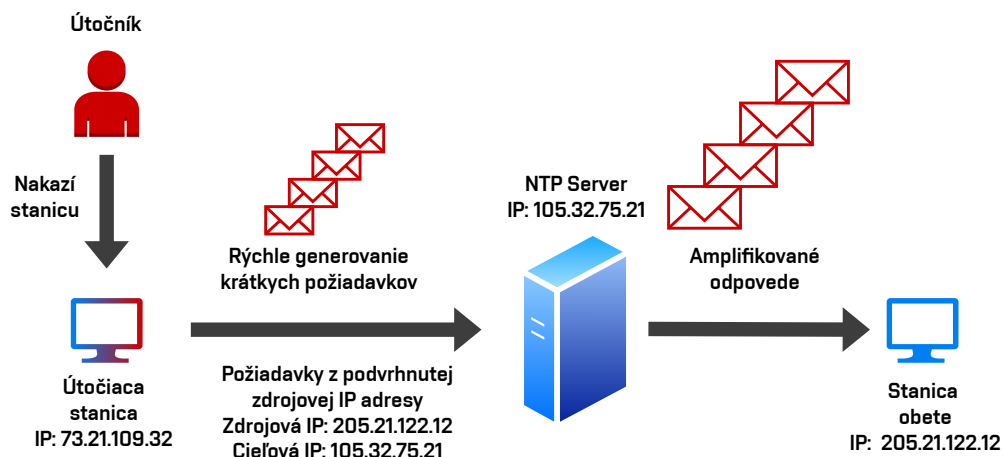 Útočník
Nakazí
stanicu
Útočiaca
stanica
IP: 73.21.109.32
Rýchle generovanie
krátkych požiadavkov
Požiadavky z podvrhnutej
zdrojovej IP adresy
Zdrojová IP: 205.21.122.12
Cieľová IP: 105.32.75.21
NTP Server
IP: 105.32.75.21
Amplifikované
odpovede
Stanica
obete
IP: 205.21.122.12